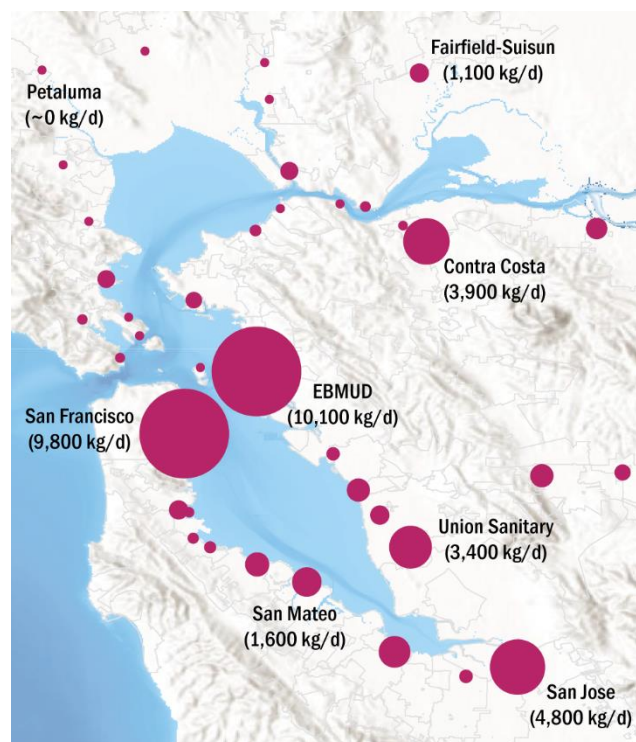 Fairfield-Suisun
(1,100 kg/d)
Petaluma
(~0 kg/d)
Contra Costa
(3,900 kg/d)
EBMUD
(10,100 kg/d)
San Francisco
(9,800 kg/d)
Union Sanitary
(3,400 kg/d)
San Mateo
(1,600 kg/d)
San Jose
(4,800 kg/d)